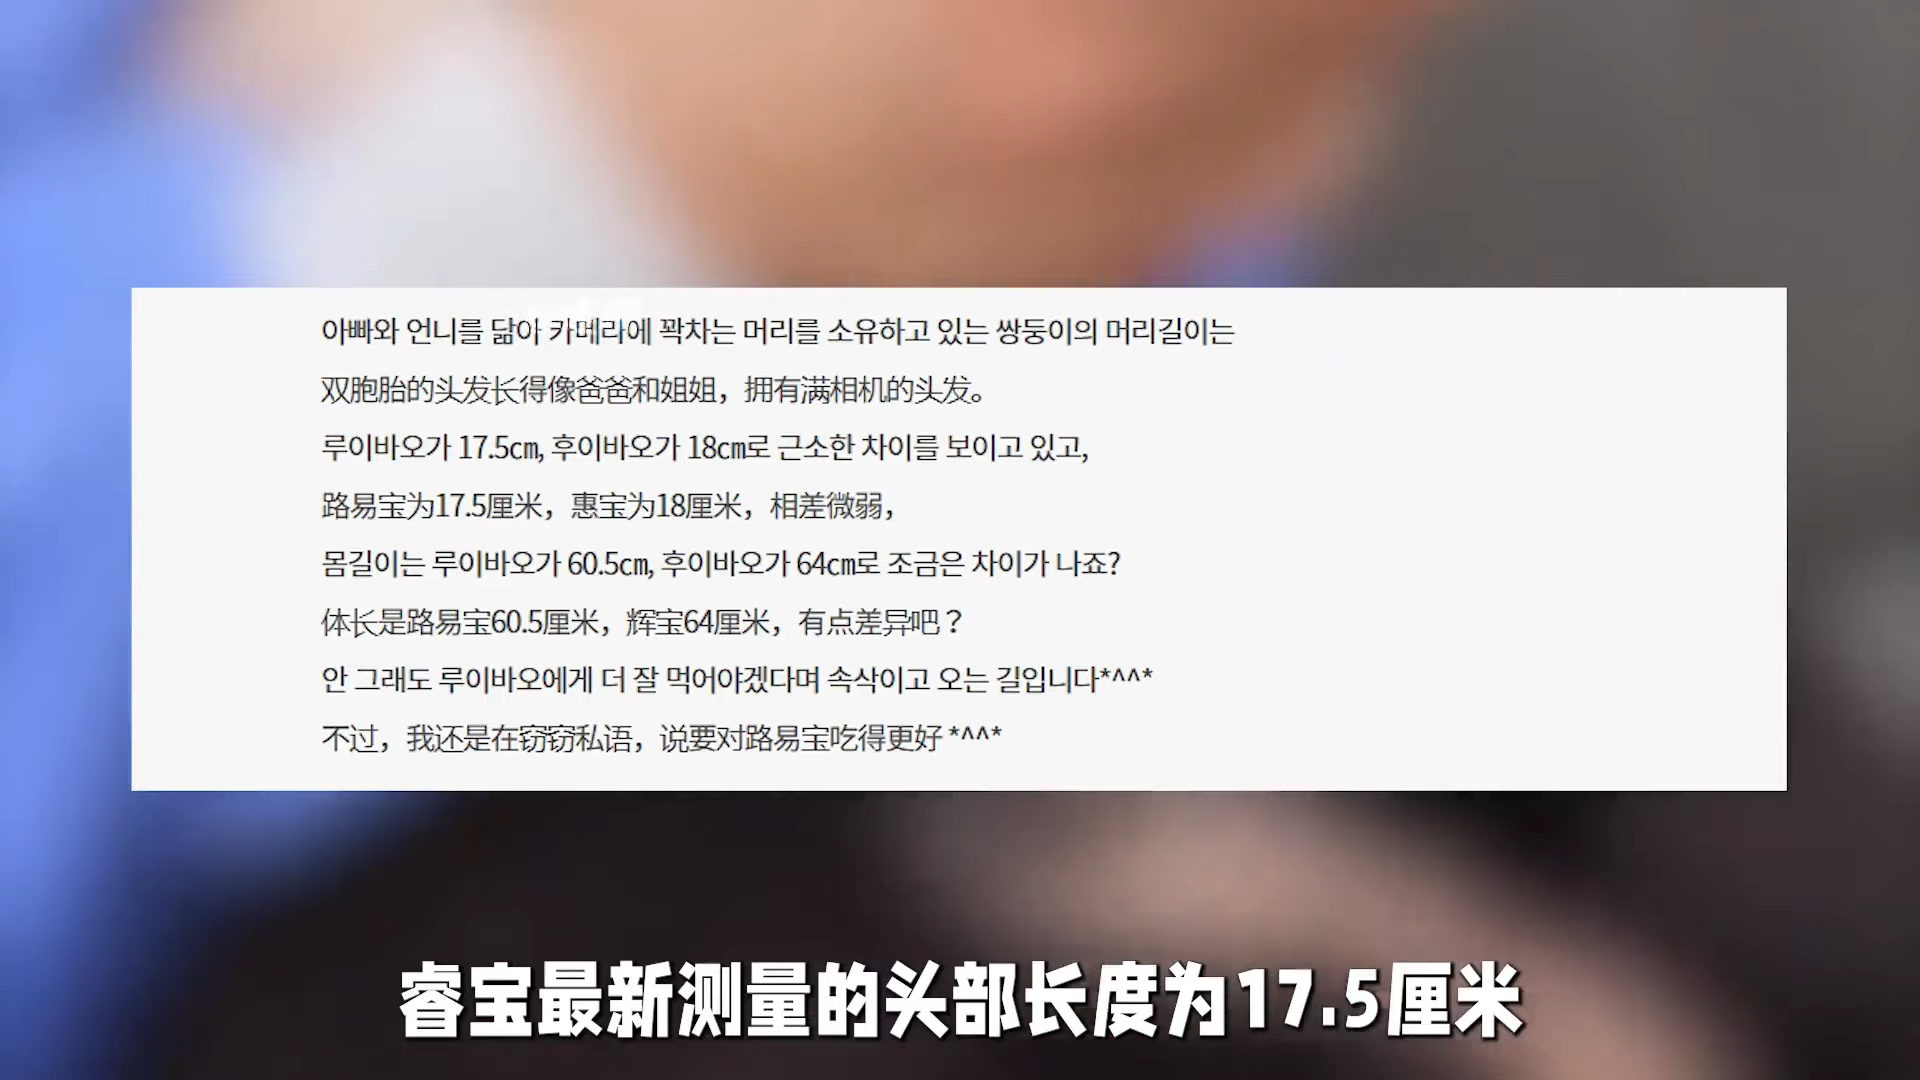 아빠와 언니를 닮아 카메라에 꽉차는 머리를 소유하고 있는 쌍둥이의 머리길이는
双胞胎的头发长得像爸爸和姐姐，拥有满相机的头发。
루이바오가 17.5cm, 후이바오가 18cm로 근소한 차이를 보이고 있고,
路易宝为17.5厘米，惠宝为18厘米，相差微弱，
몸길이는 루이바오가 60.5cm, 후이바오가 64cm로 조금은 차이가 나죠?
体长是路易宝60.5厘米，辉宝64厘米，有点差异吧？
안 그래도 루이바오에게 더 잘 먹어야겠다며 속삭이고 오는 길입니다*^^*
不过，我还是在窃窃私语，说要对路易宝吃得更好 *^^*
睿宝最新测量的头部长度为17.5厘米